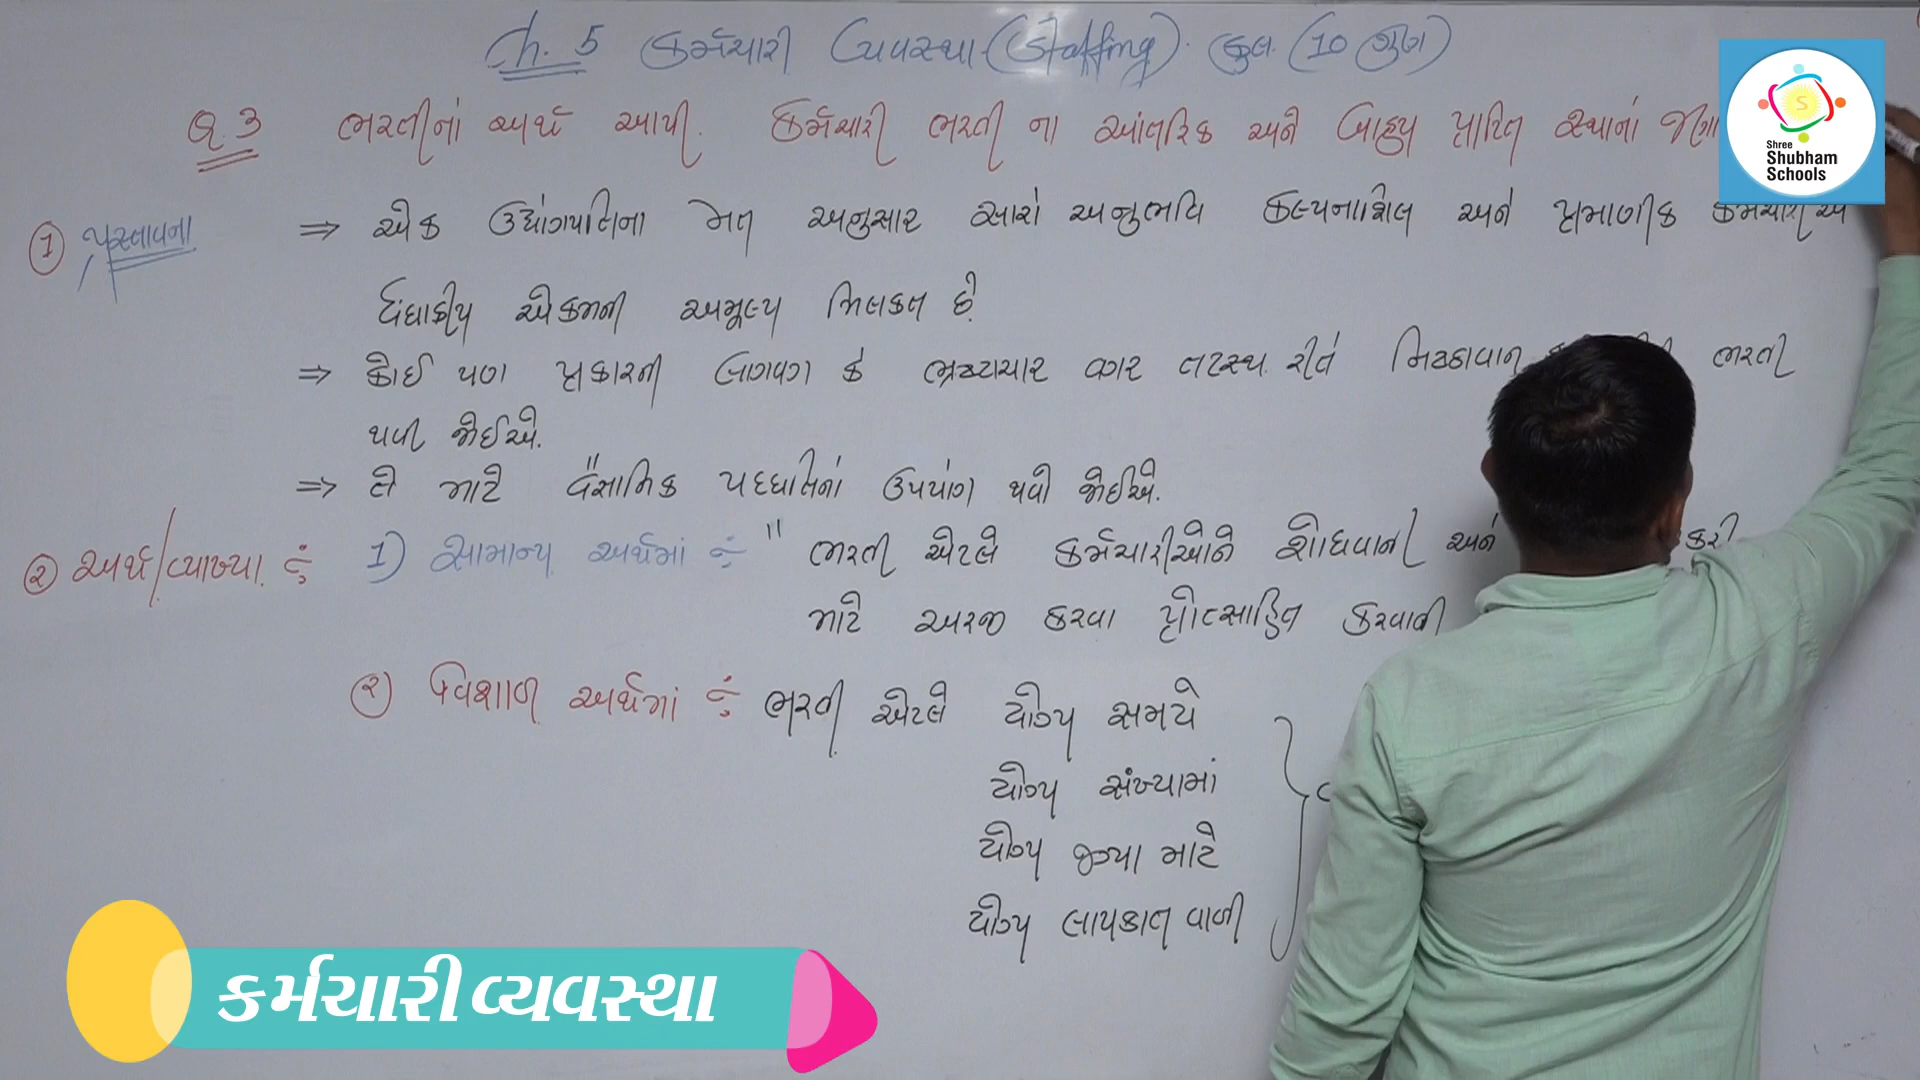 Ch. 5 કર્મચારી વ્યવસ્થા (Staffing). કુલ. (10 ગુણ)
Q.3 ભરતીનાં અર્થ આપી. કર્મચારી ભરતી ના આંતરિક અને બાહ્ય પ્રાપ્તિ સ્થાનાં
① પ્રસ્તાવના ⇒ એક ઉદ્યોગપતિના મત અનુસાર સારો અનુભવિ કલ્પનાશિલ અને પ્રમાણીક કર્મચારી એ
ધંધાકીય એકમની અમૂલ્ય મિલકત છે.
⇒ કોઈ પણ પ્રકારની લાગવગ કે ભ્રષ્ટાચાર વગર તટસ્થ રીતે નિષ્ઠાવાન ભરતી
થવી જોઈએ.
⇒ તે માટે પદ્ધતિનાં ઉપયોગ થવો જોઈએ.
② અર્થ/વ્યાખ્યા 1) સામાન્ય અર્થમાં " ભરતી એટલે કર્મચારીઓને શોધવાની અને કરી
માટે અરજી કરવા પ્રોત્સાહિત કરવાની
(૨) વિશાળ અર્થમાં ભરતી એટલે યોગ્ય સમયે
યોગ્ય સંખ્યામાં
યોગ્ય જગ્યા માટે
યોગ્ય લાયકાત વાળી
Shree
Shubham
Schools
કર્મચારી વ્યવસ્થા